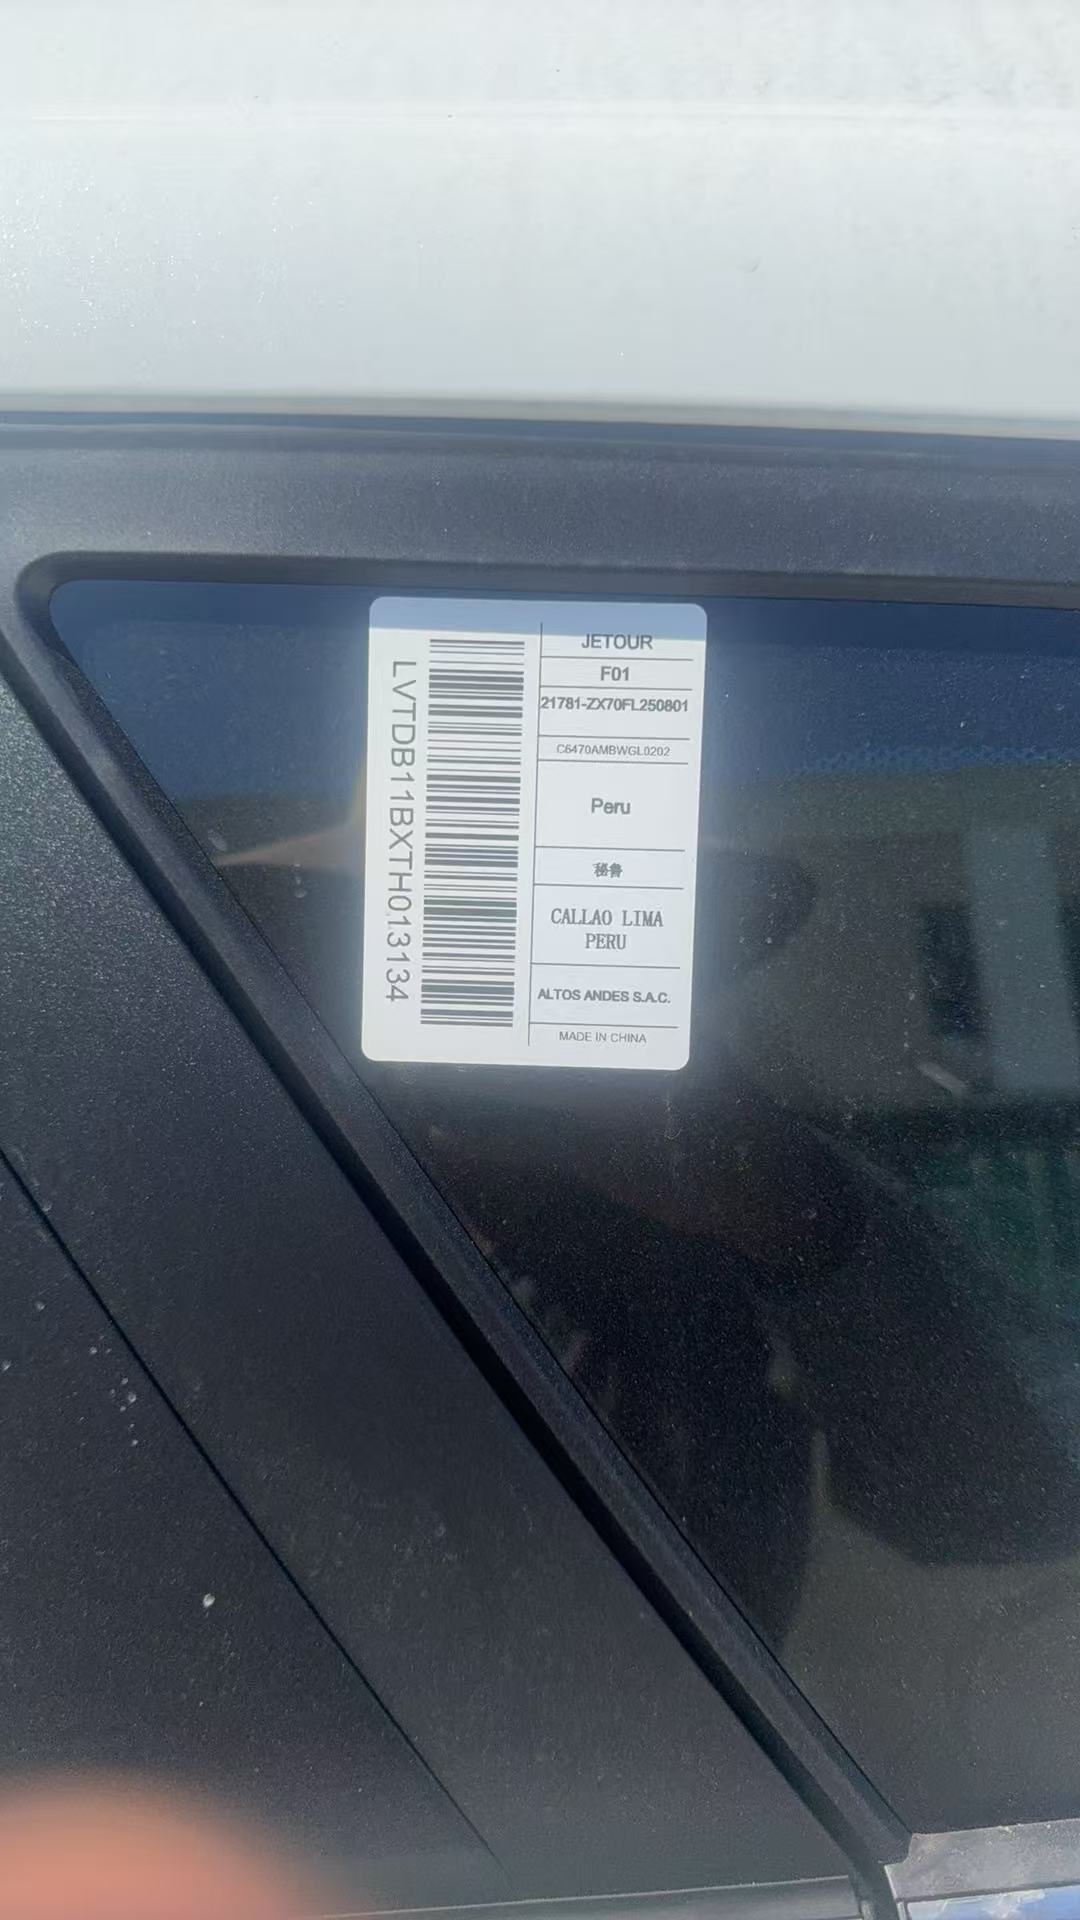 LVTDB11BXTH013134
JETOUR
F01
21781-ZX70FL250801
C6470AMBWGL0202
Peru
秘鲁
CALLAO LIMA
PERU
ALTOS ANDES S.A.C.
MADE IN CHINA